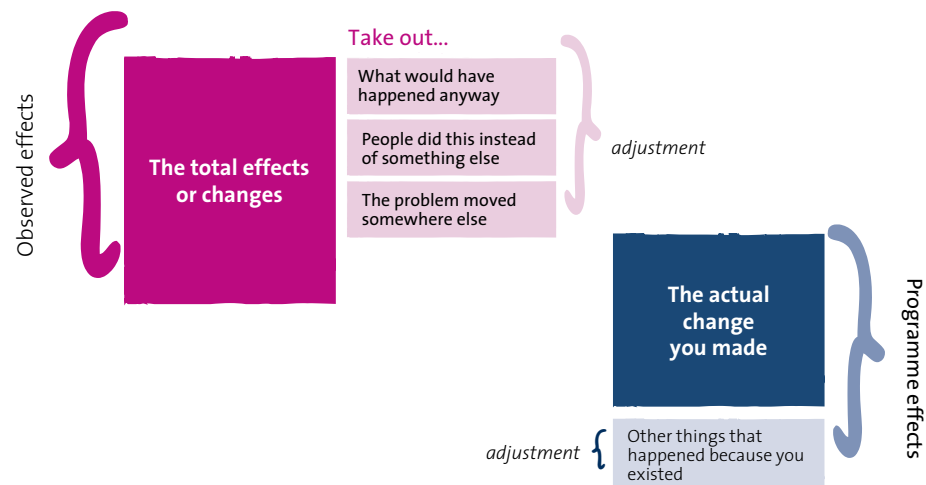 Observed effects
The total effects
or changes
Take out...
What would have
happened anyway
People did this instead
of something else
The problem moved
somewhere else
adjustment
The actual
change
you made
Programme effects
adjustment
Other things that
happened because you
existed